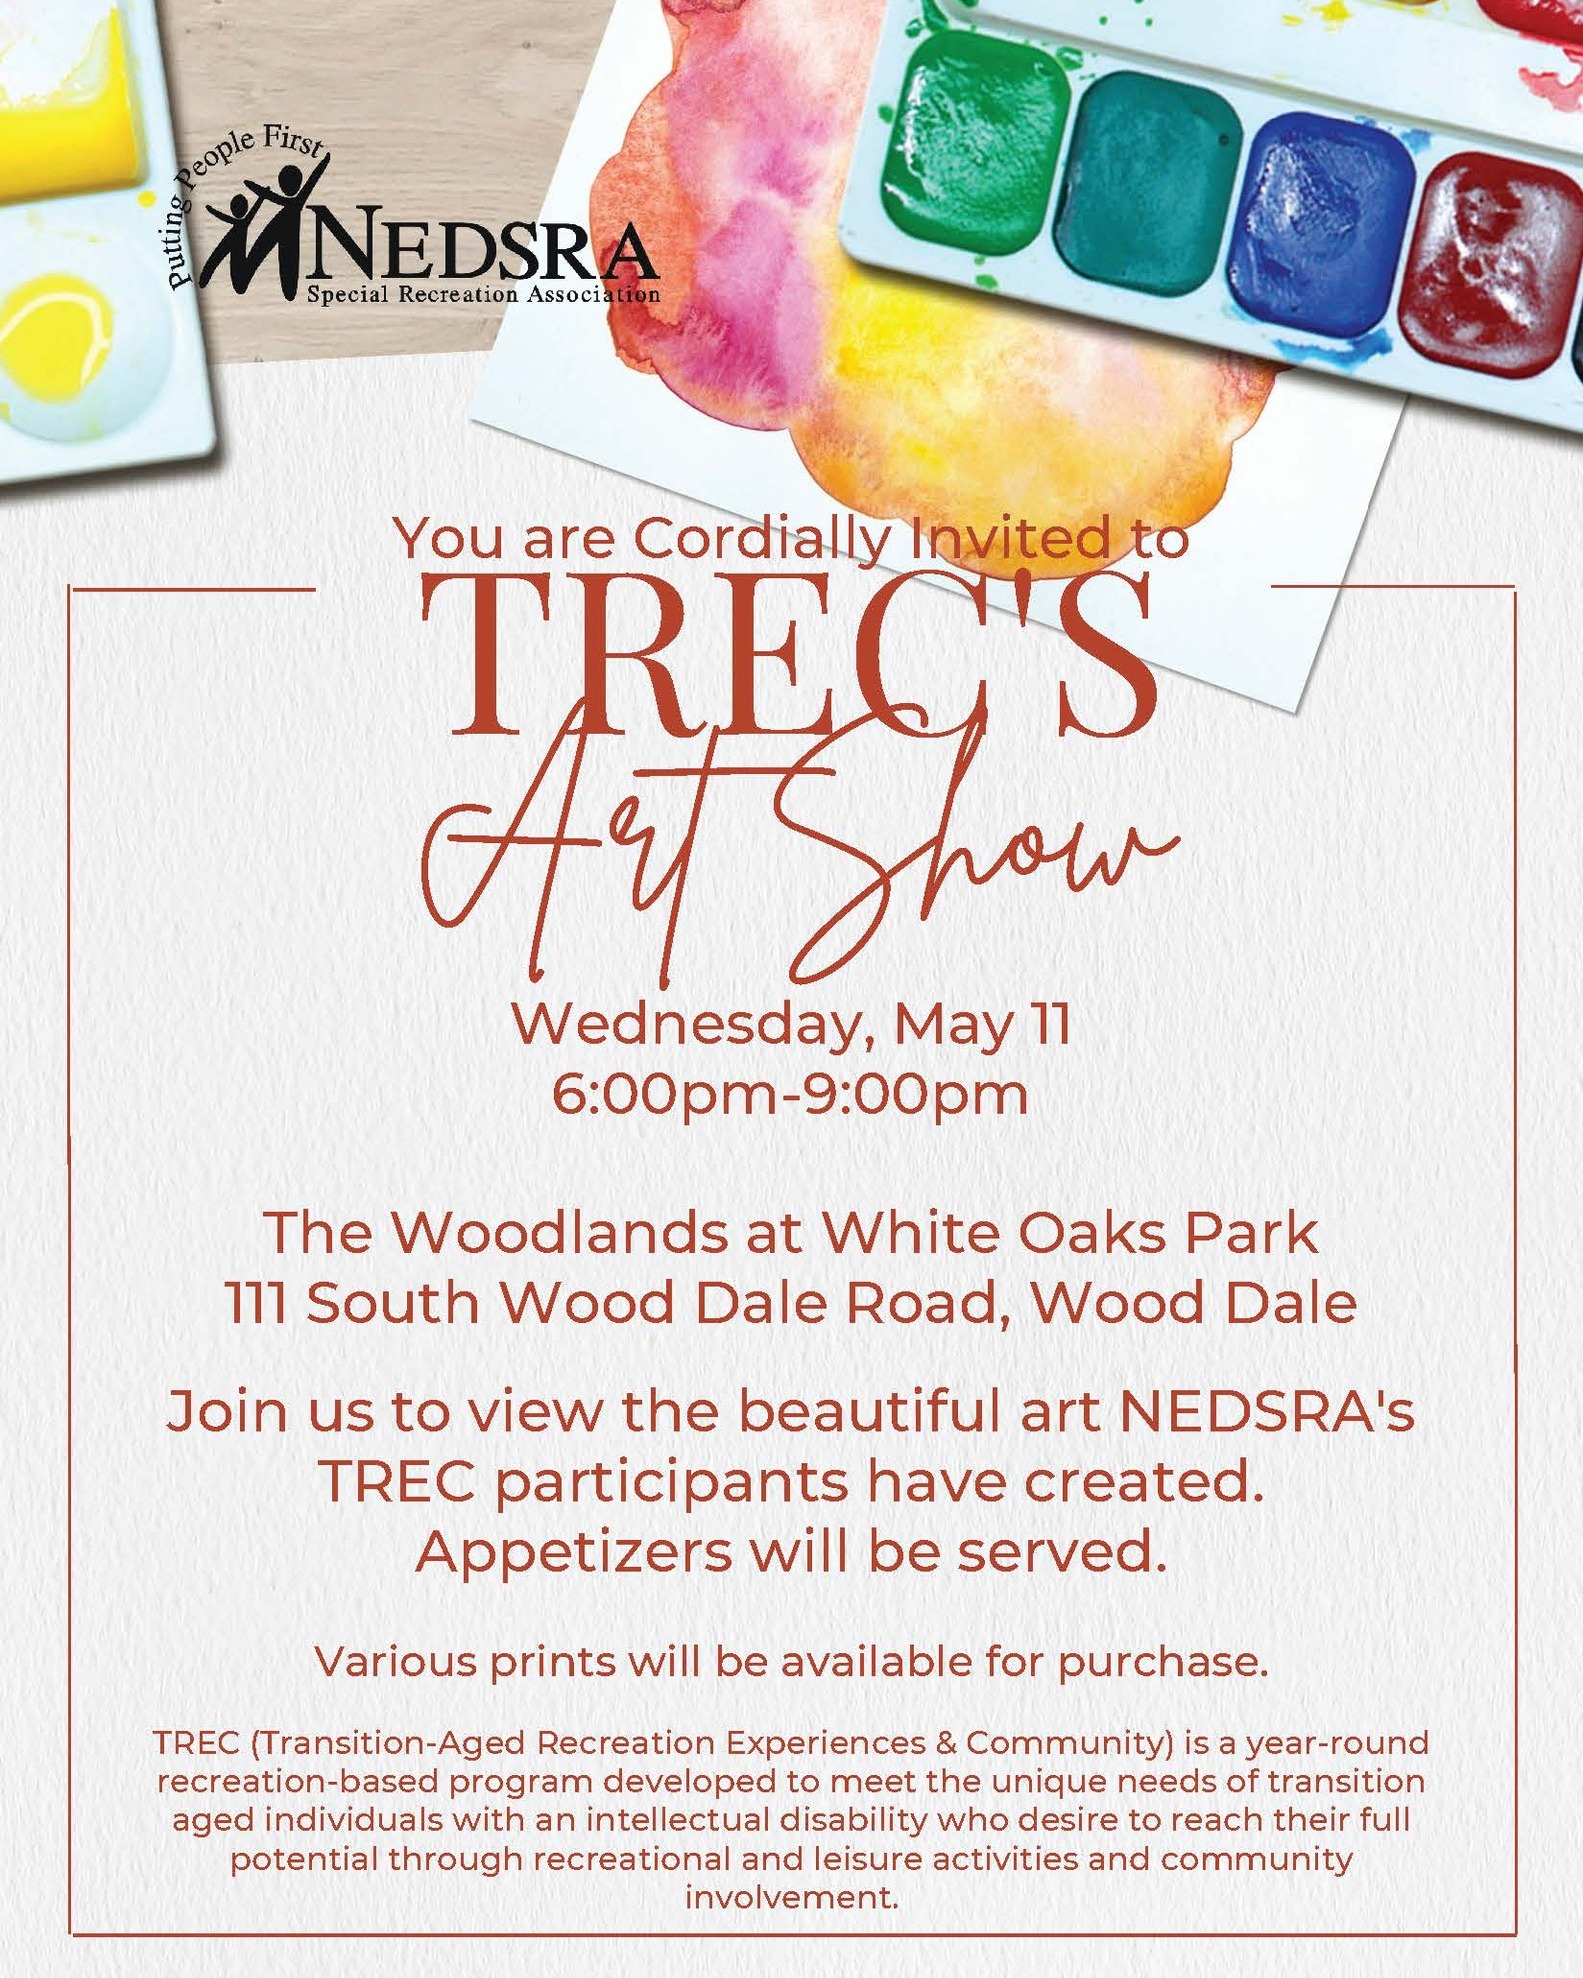 Putting People First
NEDSRA
Special Recreation Association
You are Cordially Invited to
TREC'S
Art Show
Wednesday, May 11
6:00pm-9:00pm
The Woodlands at White Oaks Park
111 South Wood Dale Road, Wood Dale
Join us to view the beautiful art NEDSRA's
TREC participants have created.
Appetizers will be served.
Various prints will be available for purchase.
TREC (Transition-Aged Recreation Experiences & Community) is a year-round
recreation-based program developed to meet the unique needs of transition
aged individuals with an intellectual disability who desire to reach their full
potential through recreational and leisure activities and community
involvement.